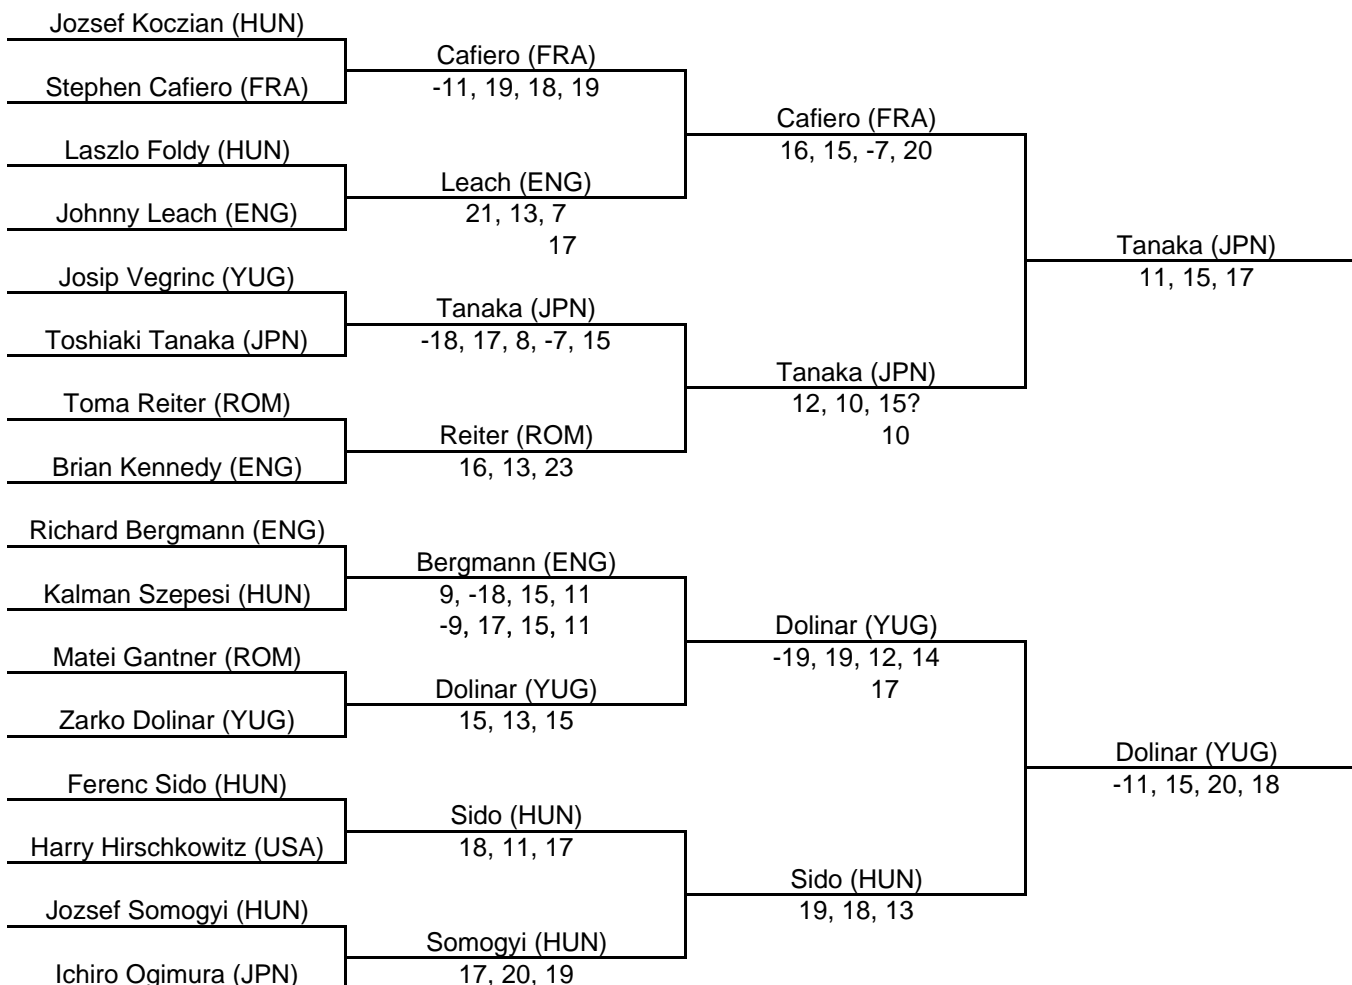 Jozsef Koczian (HUN)
Cafiero (FRA)
Stephen Cafiero (FRA)
-11, 19, 18, 19
Cafiero (FRA)
16, 15, -7, 20
Laszlo Foldy (HUN)
Leach (ENG)
Johnny Leach (ENG)
21, 13, 7
17
Tanaka (JPN)
11, 15, 17
Josip Vegrinc (YUG)
Tanaka (JPN)
Toshiaki Tanaka (JPN)
-18, 17, 8, -7, 15
Tanaka (JPN)
12, 10, 15?
10
Toma Reiter (ROM)
Reiter (ROM)
Brian Kennedy (ENG)
16, 13, 23
Richard Bergmann (ENG)
Bergmann (ENG)
Kalman Szepesi (HUN)
9, -18, 15, 11
-9, 17, 15, 11
Dolinar (YUG)
-19, 19, 12, 14
17
Matei Gantner (ROM)
Dolinar (YUG)
Zarko Dolinar (YUG)
15, 13, 15
Dolinar (YUG)
-11, 15, 20, 18
Ferenc Sido (HUN)
Sido (HUN)
Harry Hirschkowitz (USA)
18, 11, 17
Sido (HUN)
19, 18, 13
Jozsef Somogyi (HUN)
Somogyi (HUN)
Ichiro Ogimura (JPN)
17, 20, 19